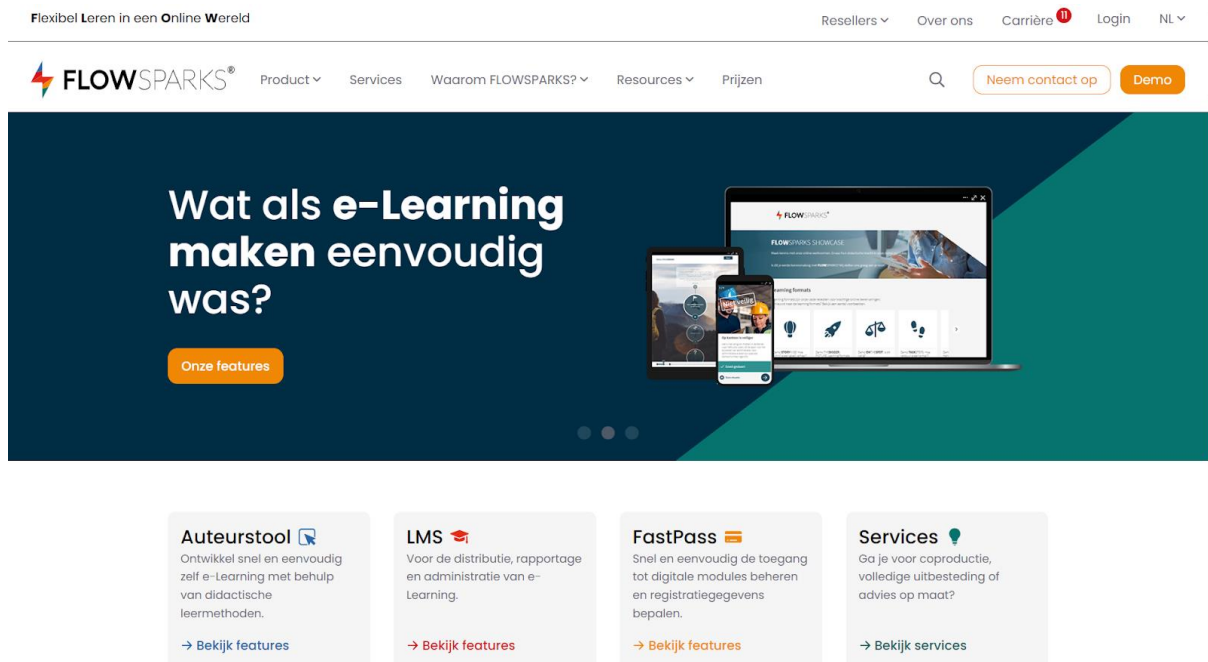 Flexibel Leren in een Online Wereld
Resellers Over ons Carrière 11 Login NL
FLOWSPARKS® Product Services Waarom FLOWSPARKS? Resources Prijzen Neem contact op Demo
Wat als e-Learning
maken eenvoudig
was?
Onze features
FLOWSPARKS®
FLOWSPARKS SHOWCASE
Learning formats
Niet veilig
Auteurstool
Ontwikkel snel en eenvoudig
zelf e-Learning met behulp
van didactische
leermethoden.
→ Bekijk features
LMS
Voor de distributie, rapportage
en administratie van e-
Learning.
→ Bekijk features
FastPass
Snel en eenvoudig de toegang
tot digitale modules beheren
en registratiegegevens
bepalen.
→ Bekijk features
Services
Ga je voor coproductie,
volledige uitbesteding of
advies op maat?
→ Bekijk services